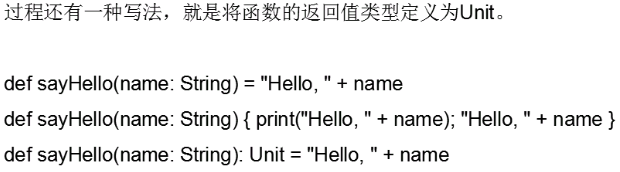 过程还有一种写法，就是将函数的返回值类型定义为Unit。
def sayHello(name: String) = "Hello, " + name
def sayHello(name: String) { print("Hello, " + name); "Hello, " + name }
def sayHello(name: String): Unit = "Hello, " + name